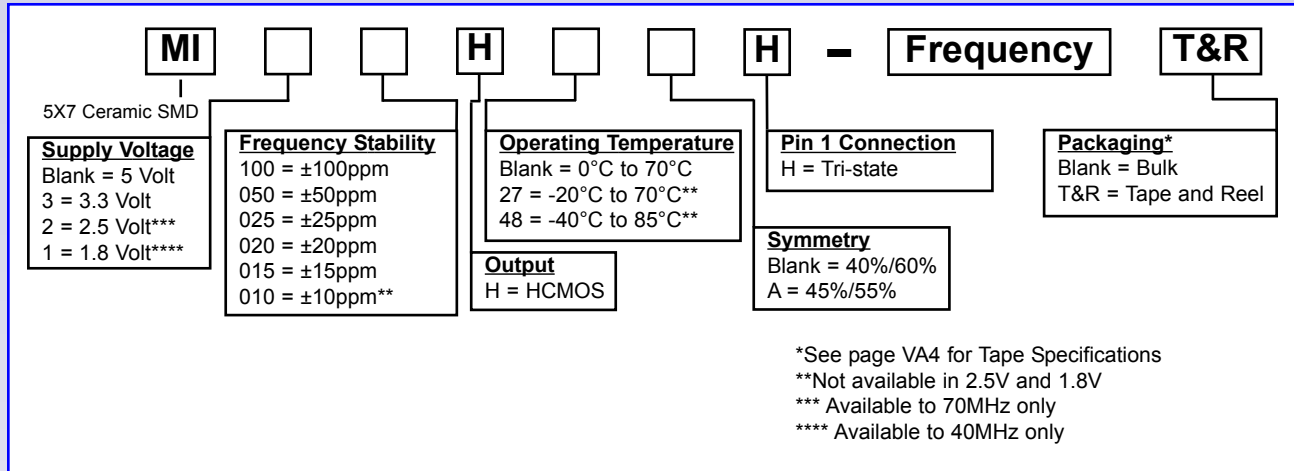 MI H H – Frequency T&R
5X7 Ceramic SMD
Supply Voltage
Blank = 5 Volt
3 = 3.3 Volt
2 = 2.5 Volt***
1 = 1.8 Volt****
Frequency Stability
100 = ±100ppm
050 = ±50ppm
025 = ±25ppm
020 = ±20ppm
015 = ±15ppm
010 = ±10ppm**
Output
H = HCMOS
Operating Temperature
Blank = 0°C to 70°C
27 = -20°C to 70°C**
48 = -40°C to 85°C**
Pin 1 Connection
H = Tri-state
Symmetry
Blank = 40%/60%
A = 45%/55%
Packaging*
Blank = Bulk
T&R = Tape and Reel
*See page VA4 for Tape Specifications
**Not available in 2.5V and 1.8V
*** Available to 70MHz only
**** Available to 40MHz only